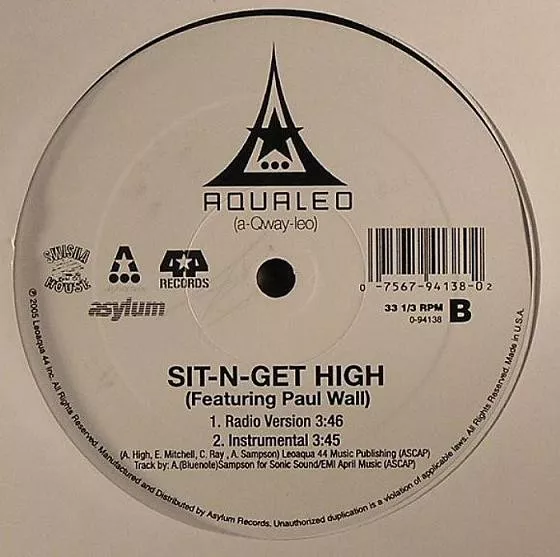 AQUALEO
(a-Qway-leo)
SWISHA HOUSE
44 RECORDS
asylum
0 -7567-94138-0 2
33 1/3 RPM
0-94138
B
SIT-N-GET HIGH
(Featuring Paul Wall)
1. Radio Version 3:46
2. Instrumental 3:45
(A. High, E. Mitchell, C. Ray , A. Sampson) Leoaqua 44 Music Publishing (ASCAP)
Track by: A.(Bluenote)Sampson for Sonic Sound/EMI April Music (ASCAP)
℗ 2005 Leoaqua 44 Inc. All Rights Reserved. Manufactured and Distributed by Asylum Records. Unauthorized duplication is a violation of applicable laws. All Rights Reserved. Made in U.S.A.